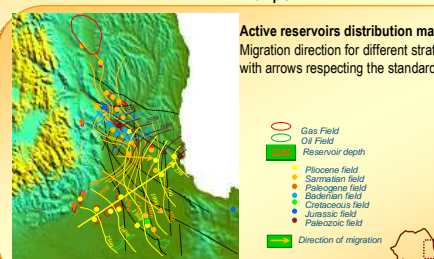 Active reservoirs distribution ma
Migration direction for different strat
with arrows respecting the standard
Gas Field
Oil Field
Reservoir depth
Pliocene field
Sarmatian field
Paleogene field
Badenian field
Cretaceous field
Jurassic field
Paleozoic field
Direction of migration